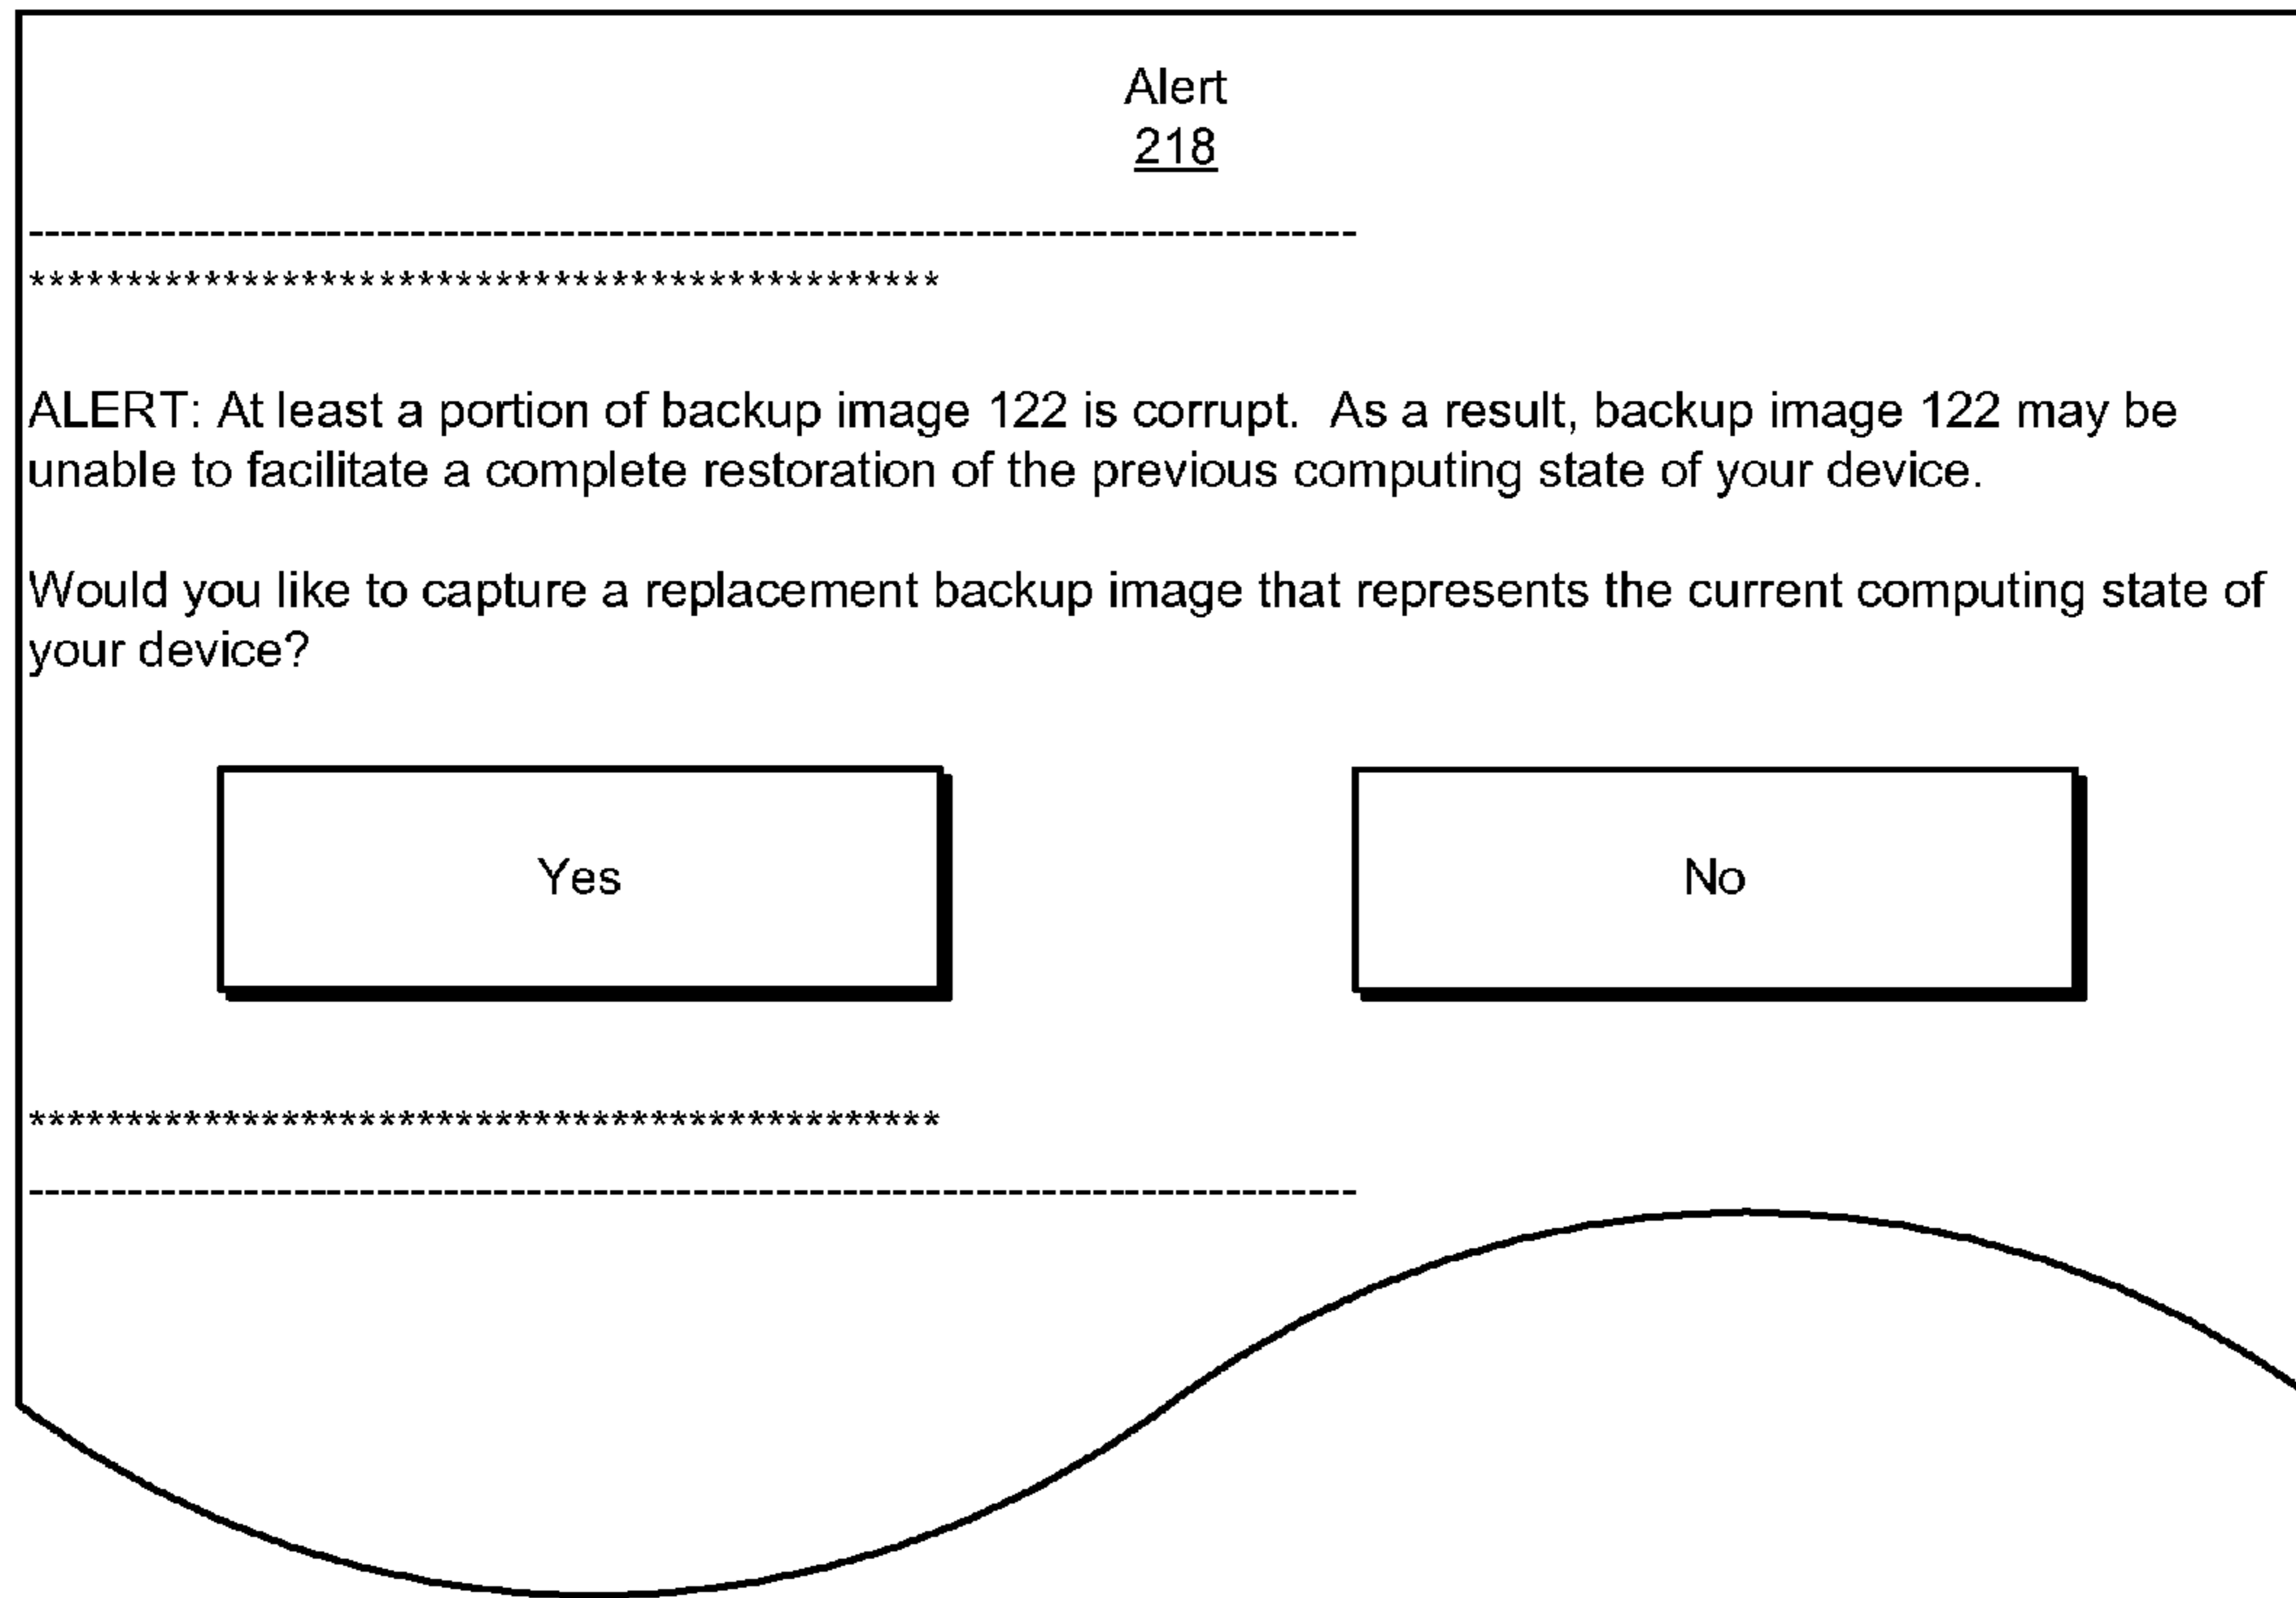 Alert
218
--------------------------------------------------------------------------------
***********************************************
ALERT: At least a portion of backup image 122 is corrupt.  As a result, backup image 122 may be
unable to facilitate a complete restoration of the previous computing state of your device.
Would you like to capture a replacement backup image that represents the current computing state of
your device?
Yes
No
***********************************************
--------------------------------------------------------------------------------